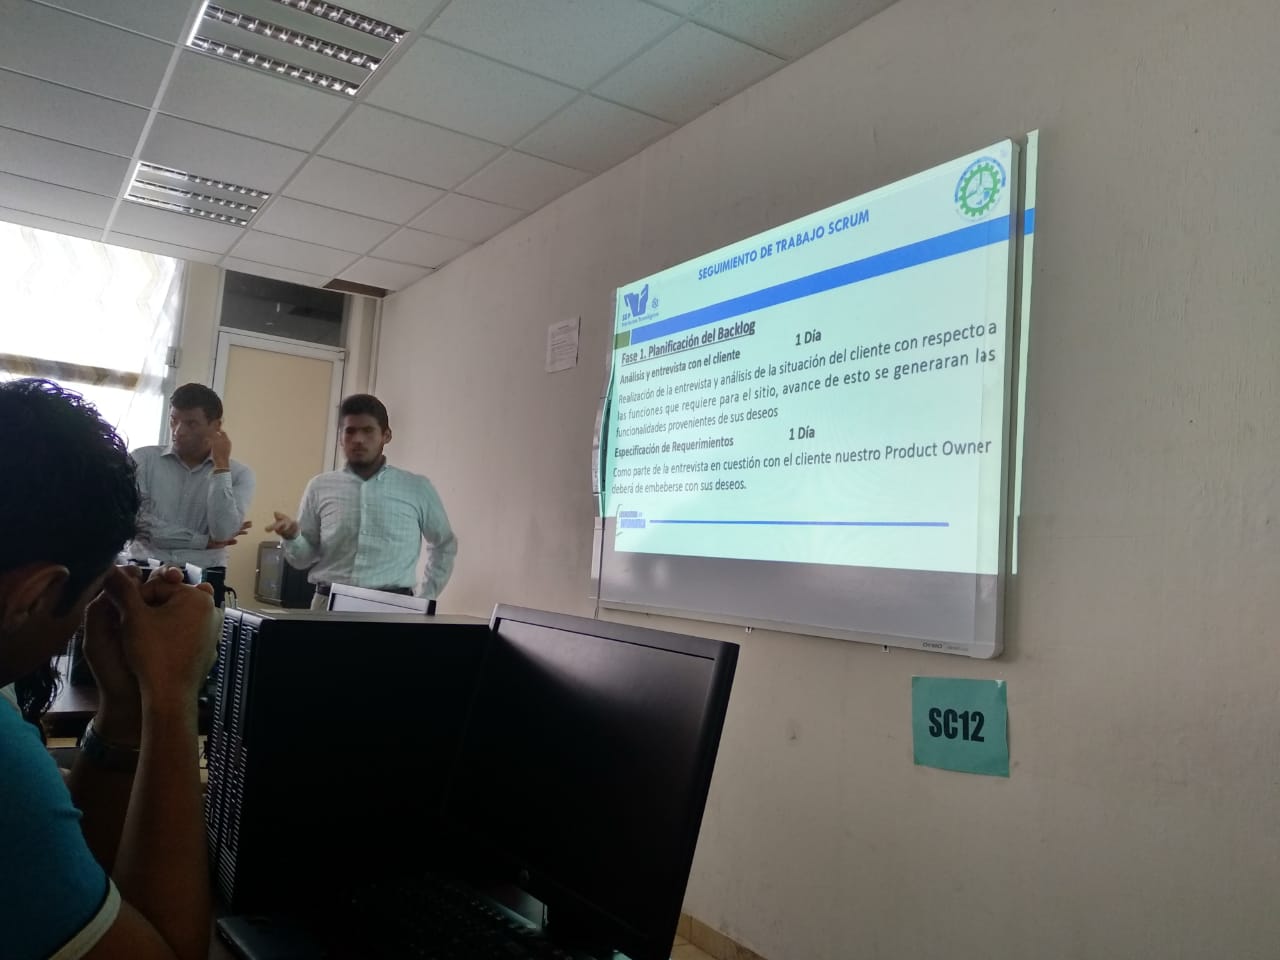 SEGUIMIENTO DE TRABAJO SCRUM
SEP
Fase 1. Planificación del Backlog 1 Día
Análisis y entrevista con el cliente
Realización de la entrevista y análisis de la situación del cliente con respecto a
las funciones que requiere para el sitio, avance de esto se generaran las
funcionalidades provenientes de sus deseos
Especificación de Requerimientos 1 Día
Como parte de la entrevista en cuestión con el cliente nuestro Product Owner
deberá de embeberse con sus deseos.
INFORMÁTICA
SC12